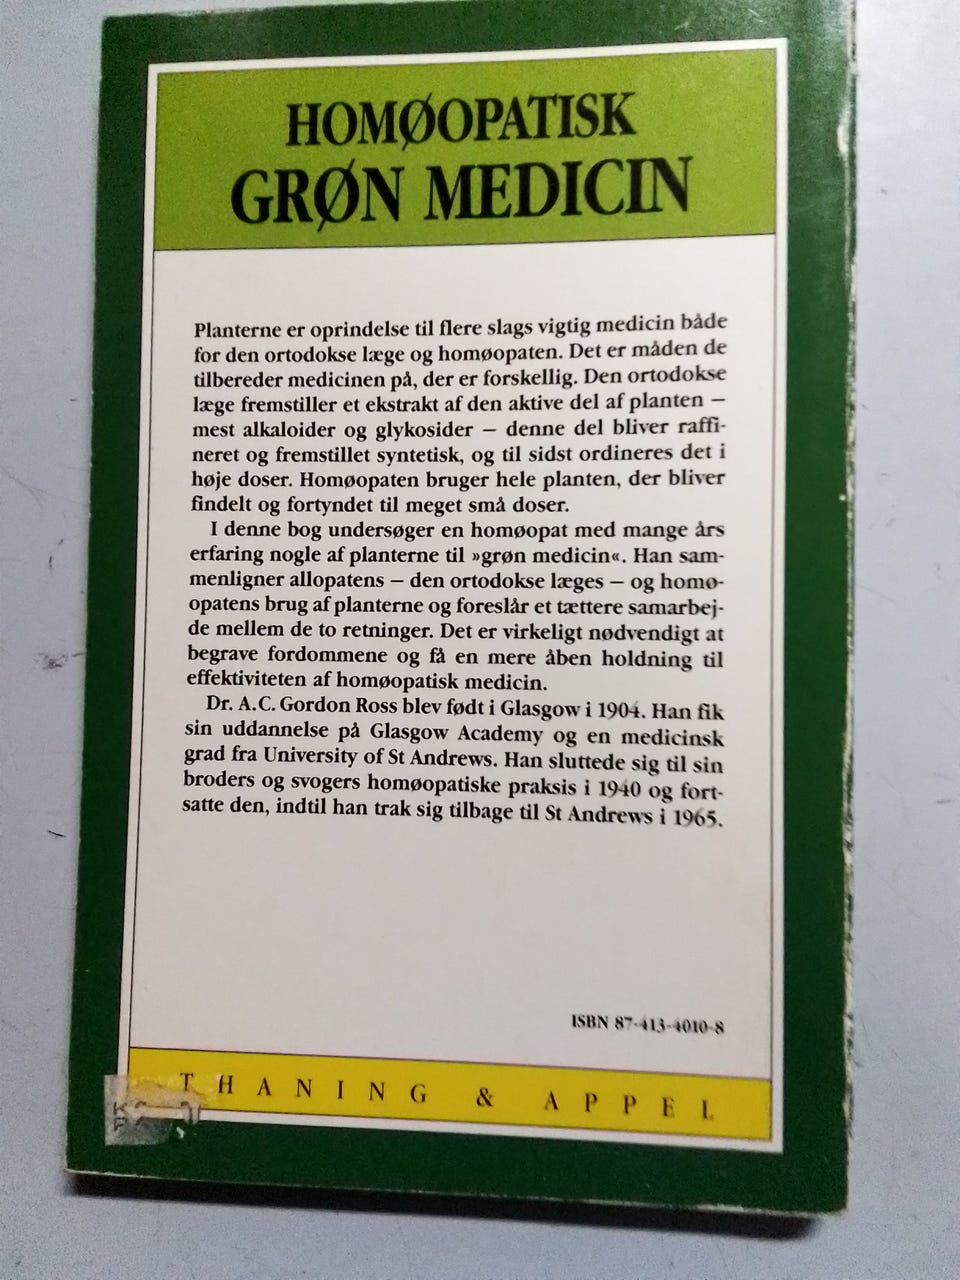 HOMØOPATISK
GRØN MEDICIN
Planterne er oprindelse til flere slags vigtig medicin både
for den ortodokse læge og homøopaten. Det er måden de
tilbereder medicinen på, der er forskellig. Den ortodokse
læge fremstiller et ekstrakt af den aktive del af planten –
mest alkaloider og glykosider – denne del bliver raffi-
neret og fremstillet syntetisk, og til sidst ordineres det i
høje doser. Homøopaten bruger hele planten, der bliver
findelt og fortyndet til meget små doser.
I denne bog undersøger en homøopat med mange års
erfaring nogle af planterne til »grøn medicin«. Han sam-
menligner allopatens – den ortodokse læges – og homø-
opatens brug af planterne og foreslår et tættere samarbej-
de mellem de to retninger. Det er virkeligt nødvendigt at
begrave fordommene og få en mere åben holdning til
effektiviteten af homøopatisk medicin.
Dr. A.C. Gordon Ross blev født i Glasgow i 1904. Han fik
sin uddannelse på Glasgow Academy og en medicinsk
grad fra University of St Andrews. Han sluttede sig til sin
broders og svogers homøopatiske praksis i 1940 og fort-
satte den, indtil han trak sig tilbage til St Andrews i 1965.
ISBN 87-413-4010-8
THANING & APPEL